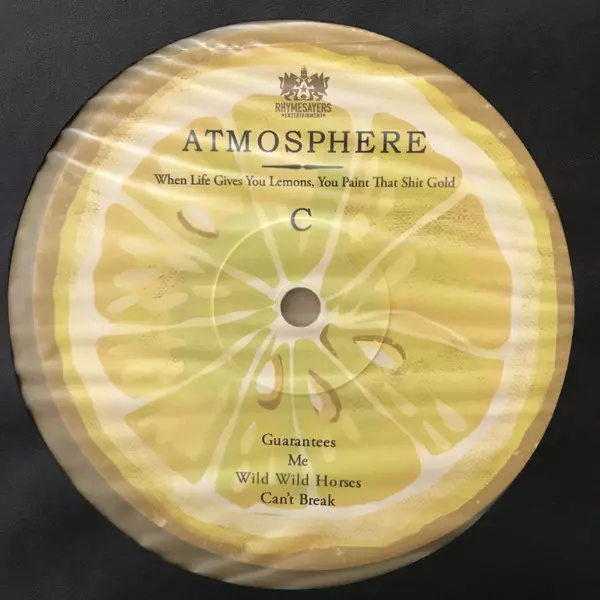 RHYMESAYERS
ENTERTAINMENT
ATMOSPHERE
When Life Gives You Lemons, You Paint That Shit Gold
C
Guarantees
Me
Wild Wild Horses
Can't Break